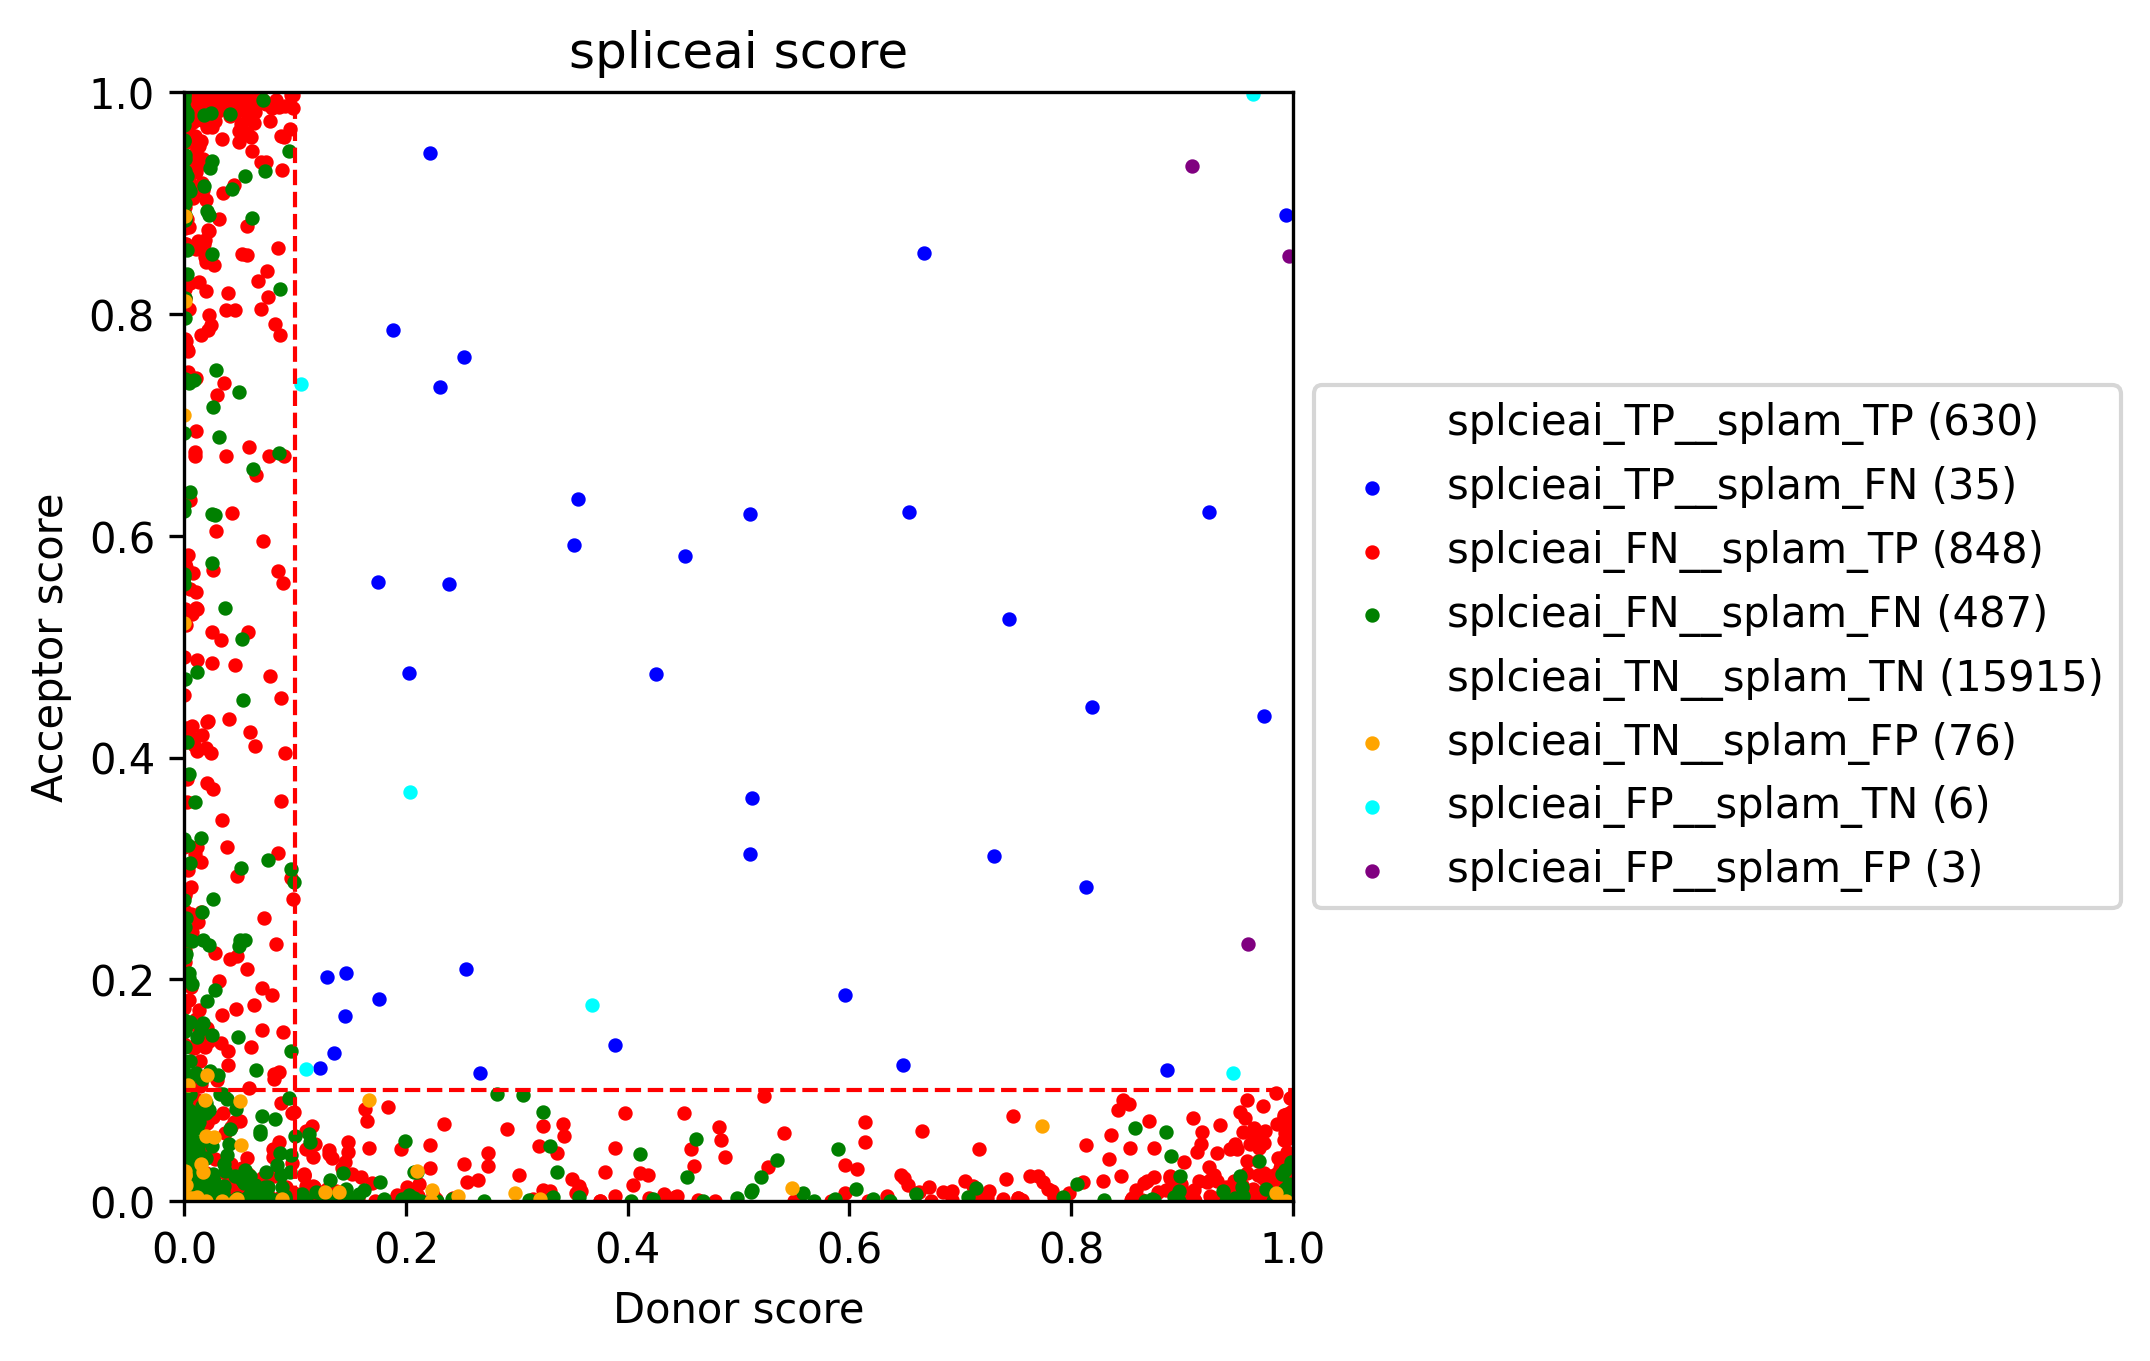 spliceai score
1.0
0.8
0.6
0.4
0.2
0.0
Acceptor score
0.0 0.2 0.4 0.6 0.8 1.0
Donor score
splcieai_TP__splam_TP (630)
splcieai_TP__splam_FN (35)
splcieai_FN__splam_TP (848)
splcieai_FN__splam_FN (487)
splcieai_TN__splam_TN (15915)
splcieai_TN__splam_FP (76)
splcieai_FP__splam_TN (6)
splcieai_FP__splam_FP (3)